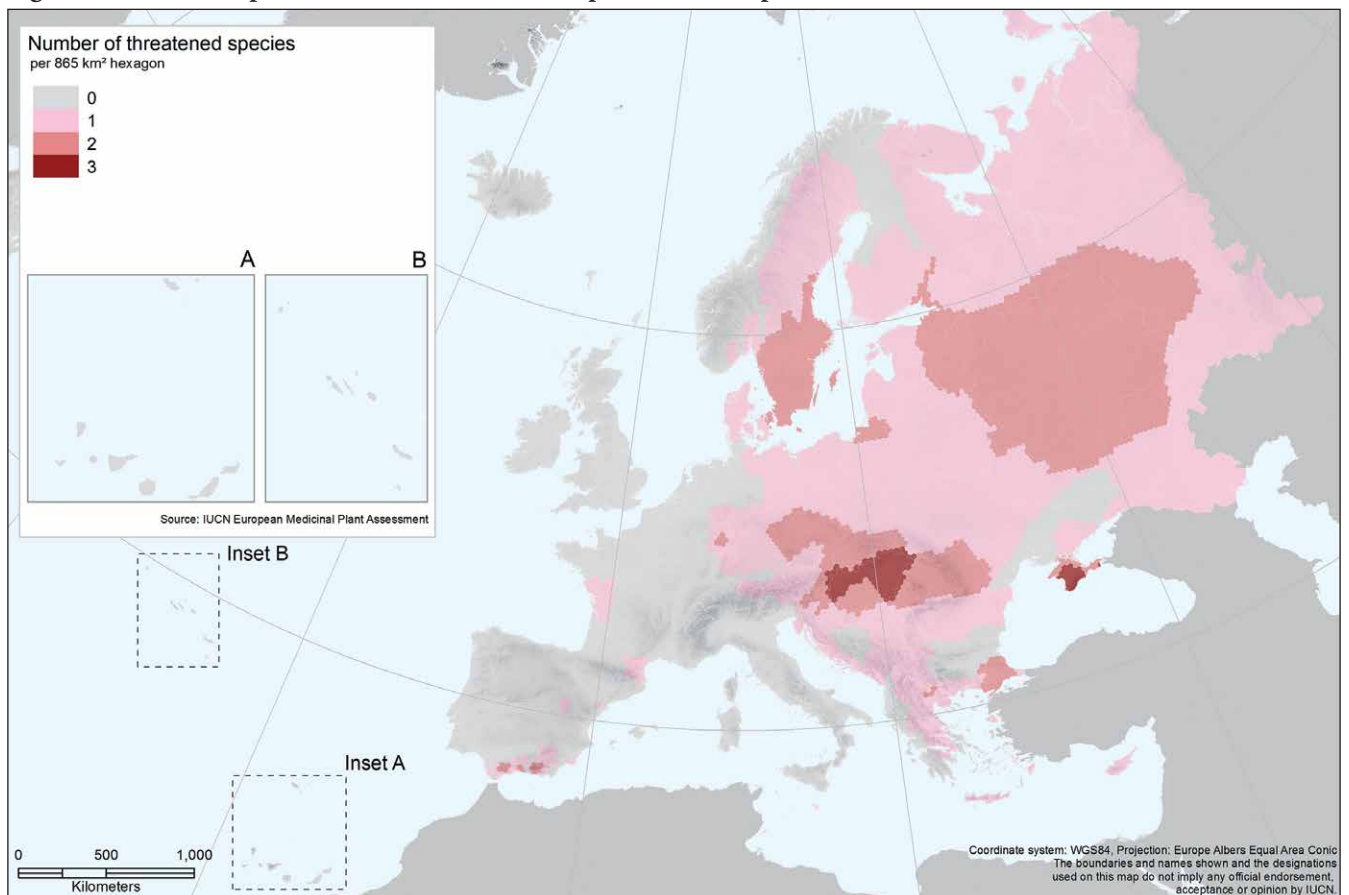 Number of threatened species
per 865 km² hexagon
0
1
2
3
A
B
Source: IUCN European Medicinal Plant Assessment
Inset B
Inset A
0 500 1,000
Kilometers
Coordinate system: WGS84, Projection: Europe Albers Equal Area Conic
The boundaries and names shown and the designations
used on this map do not imply any official endorsement,
acceptance or opinion by IUCN.